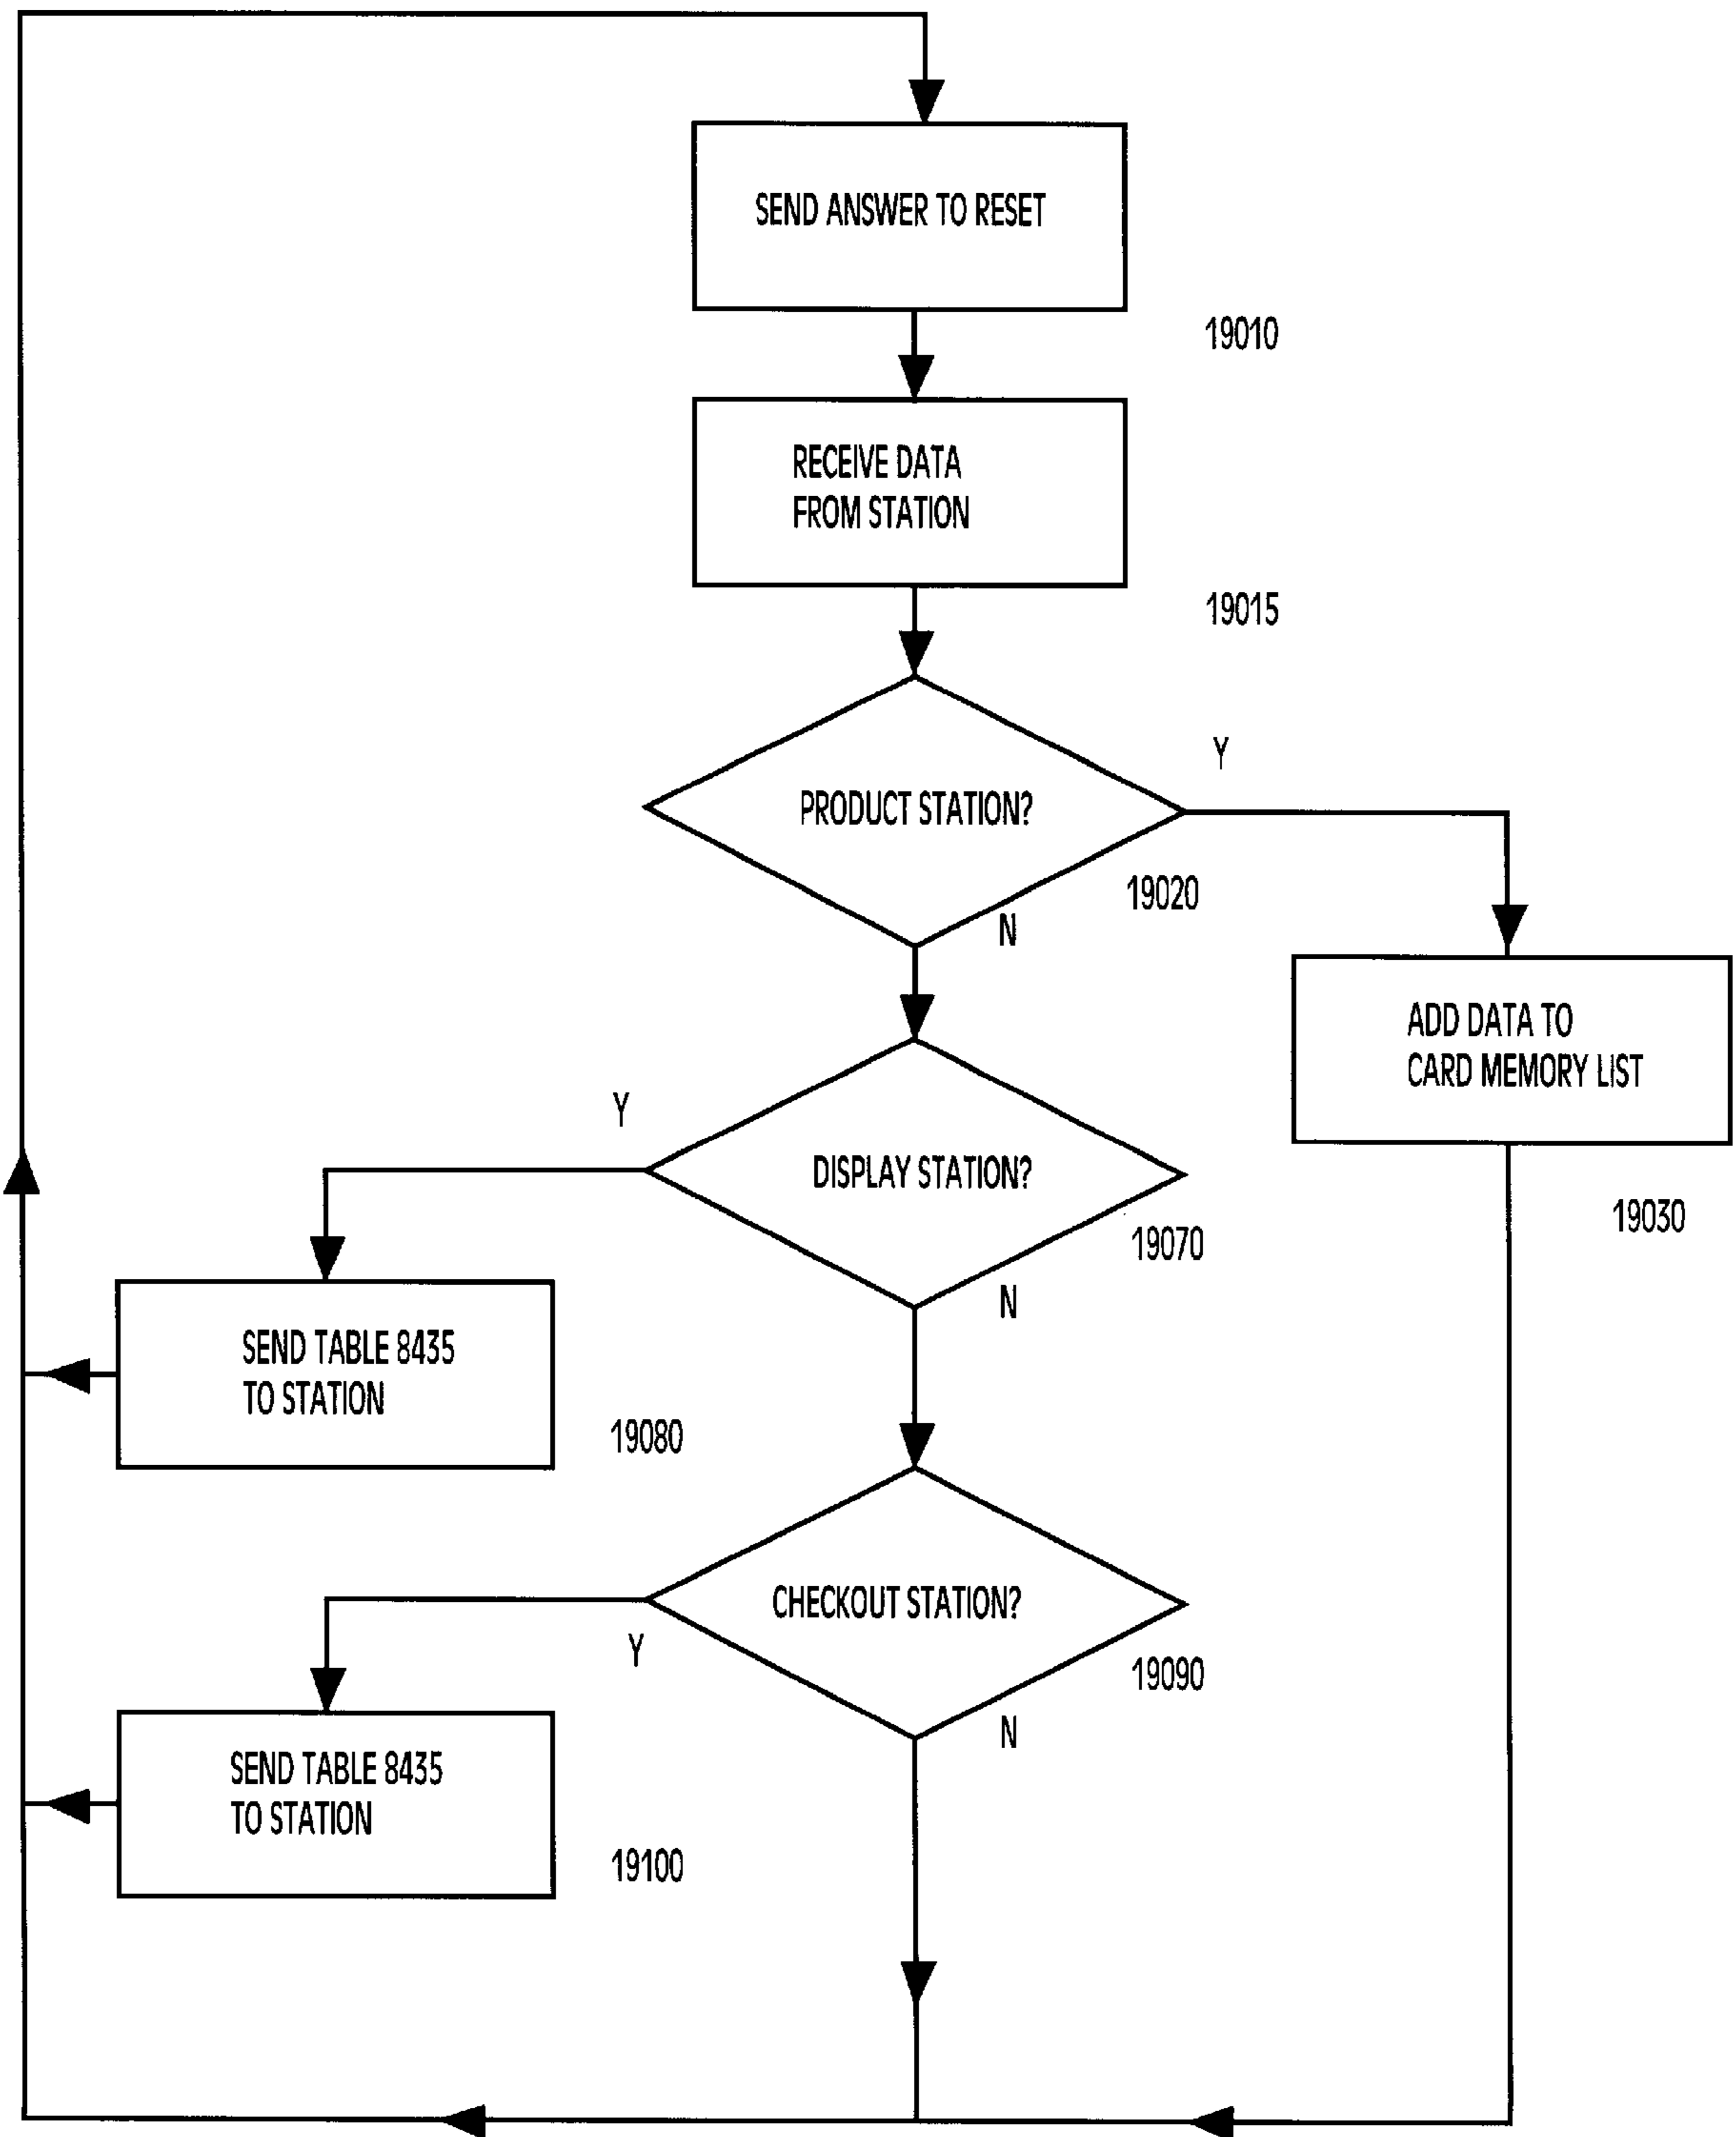 SEND ANSWER TO RESET
19010
RECEIVE DATA
FROM STATION
19015
PRODUCT STATION?
Y
19020
N
ADD DATA TO
CARD MEMORY LIST
19030
Y
DISPLAY STATION?
19070
N
SEND TABLE 8435
TO STATION
19080
CHECKOUT STATION?
Y
19090
N
SEND TABLE 8435
TO STATION
19100